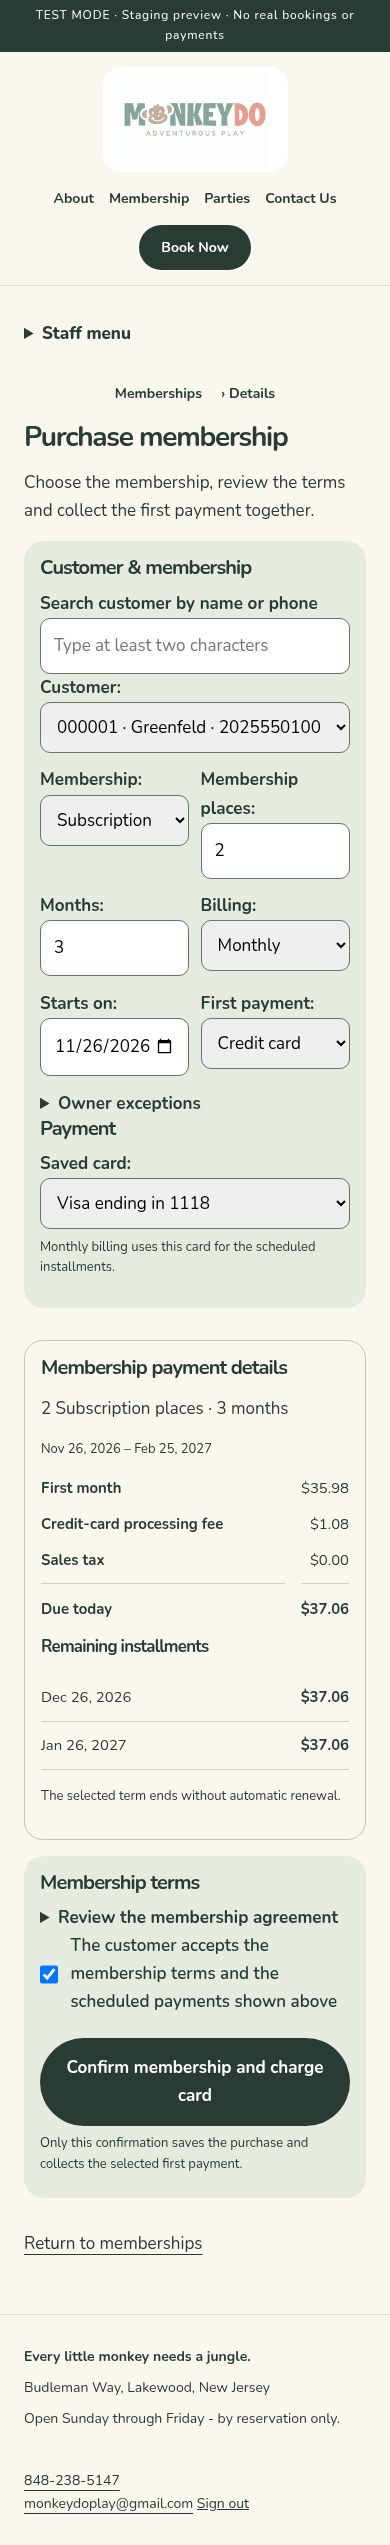 TEST MODE · Staging preview · No real bookings or
payments
MONKEYDO
ADVENTUROUS PLAY
About Membership Parties Contact Us
Book Now
▶ Staff menu
Memberships › Details
Purchase membership
Choose the membership, review the terms
and collect the first payment together.
Customer & membership
Search customer by name or phone
Type at least two characters
Customer:
000001 · Greenfeld · 2025550100
Membership: Membership
places:
Subscription 2
Months: Billing:
3 Monthly
Starts on: First payment:
11/26/2026 Credit card
▶ Owner exceptions
Payment
Saved card:
Visa ending in 1118
Monthly billing uses this card for the scheduled
installments.
Membership payment details
2 Subscription places · 3 months
Nov 26, 2026 – Feb 25, 2027
First month $35.98
Credit-card processing fee $1.08
Sales tax $0.00
Due today $37.06
Remaining installments
Dec 26, 2026 $37.06
Jan 26, 2027 $37.06
The selected term ends without automatic renewal.
Membership terms
▶ Review the membership agreement
The customer accepts the
membership terms and the
scheduled payments shown above
Confirm membership and charge
card
Only this confirmation saves the purchase and
collects the selected first payment.
Return to memberships
Every little monkey needs a jungle.
Budleman Way, Lakewood, New Jersey
Open Sunday through Friday - by reservation only.
848-238-5147
monkeydoplay@gmail.com Sign out